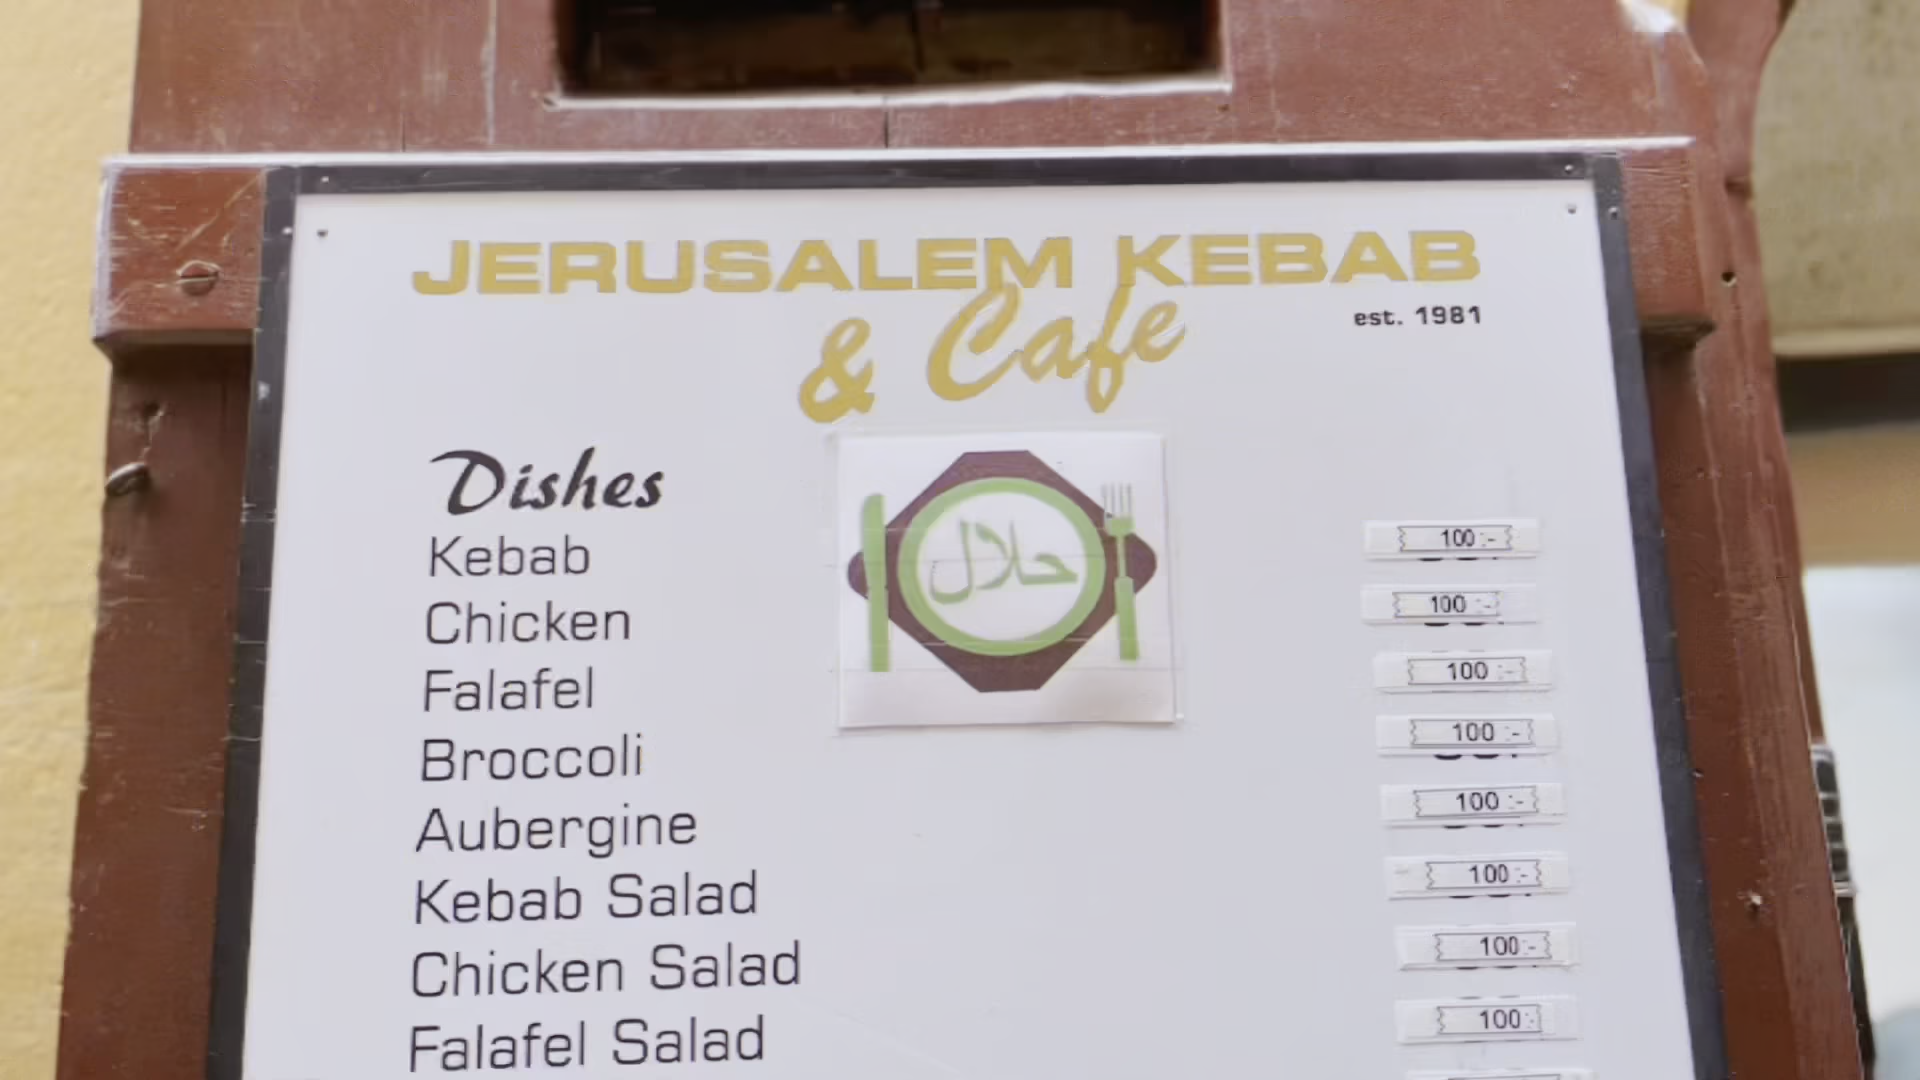 JERUSALEM KEBAB
& Cafe
est. 1981
Dishes
حلال
Kebab 100 :-
Chicken 100 :-
Falafel 100 :-
Broccoli 100 :-
Aubergine 100 :-
Kebab Salad 100 :-
Chicken Salad 100 :-
Falafel Salad 100 :-